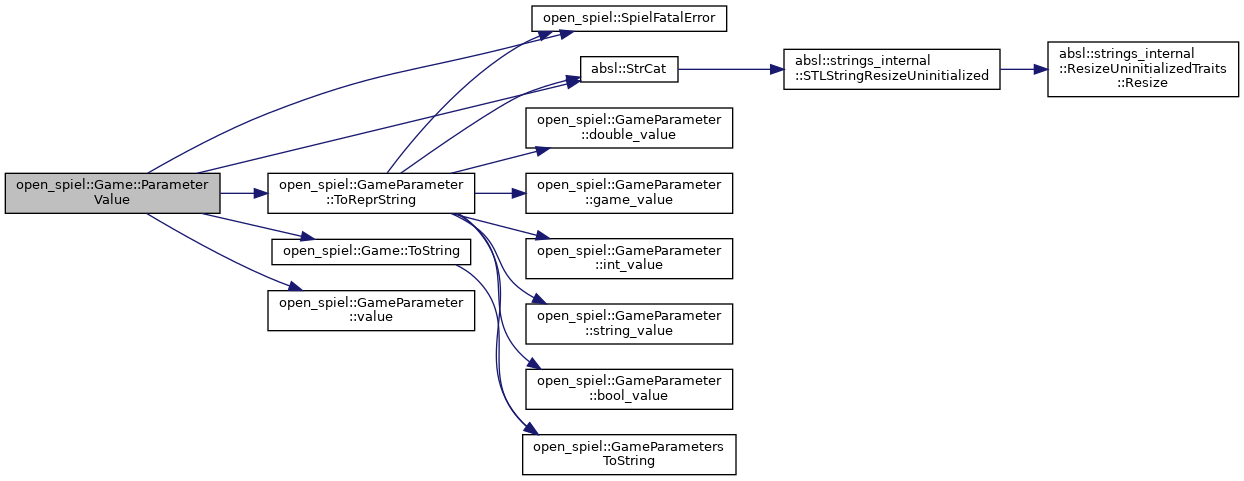 open_spiel::Game::Parameter
Value
open_spiel::GameParameter
::ToReprString
open_spiel::Game::ToString
open_spiel::GameParameter
::value
open_spiel::SpielFatalError
absl::StrCat
open_spiel::GameParameter
::double_value
open_spiel::GameParameter
::game_value
open_spiel::GameParameter
::int_value
open_spiel::GameParameter
::string_value
open_spiel::GameParameter
::bool_value
open_spiel::GameParameters
ToString
absl::strings_internal
::STLStringResizeUninitialized
absl::strings_internal
::ResizeUninitializedTraits
::Resize